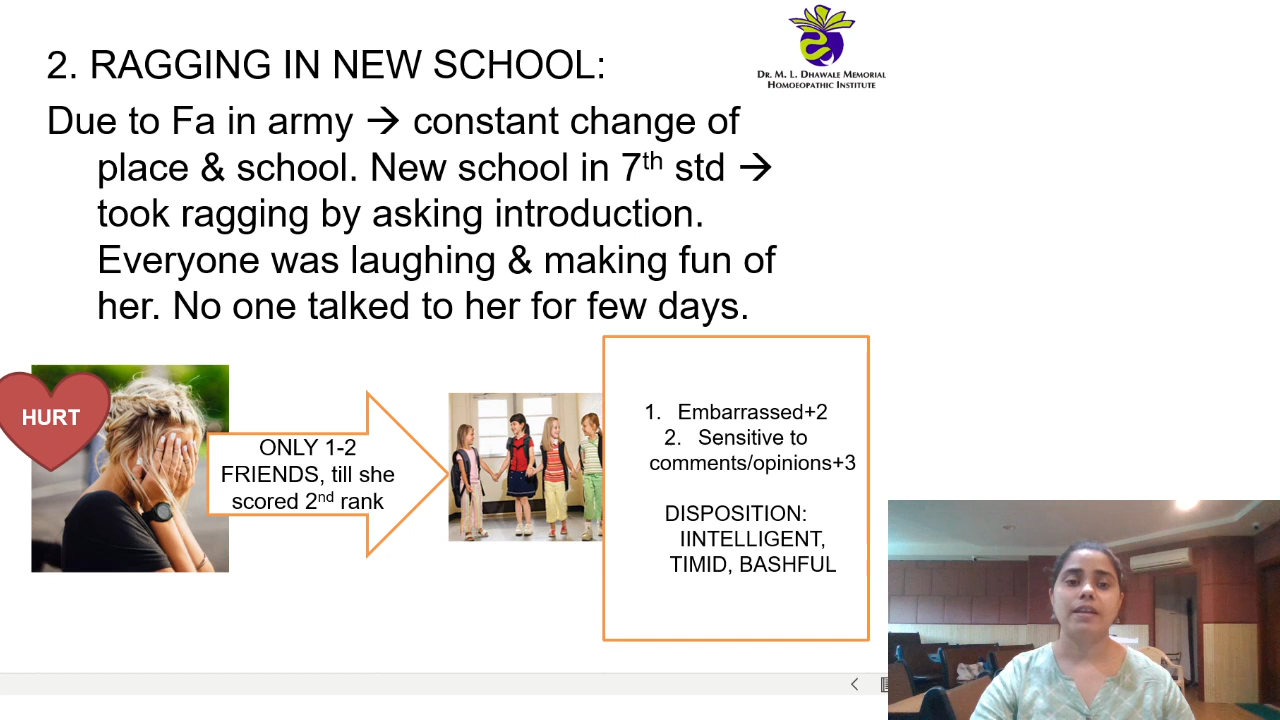 2. RAGGING IN NEW SCHOOL:
DR. M. L. DHAWALE MEMORIAL
HOMOEOPATHIC INSTITUTE
Due to Fa in army → constant change of
place & school. New school in 7th std →
took ragging by asking introduction.
Everyone was laughing & making fun of
her. No one talked to her for few days.
HURT
ONLY 1-2
FRIENDS, till she
scored 2nd rank
1. Embarrassed+2
2. Sensitive to
comments/opinions+3
DISPOSITION:
IINTELLIGENT,
TIMID, BASHFUL